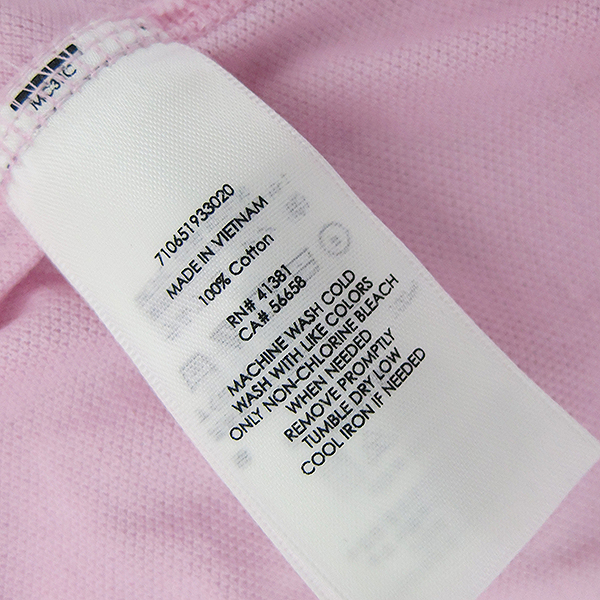 710651933020
MADE IN VIETNAM
100% Cotton
RN# 41381
CA# 56658
MACHINE WASH COLD
WASH WITH LIKE COLORS
ONLY NON-CHLORINE BLEACH
WHEN NEEDED
REMOVE PROMPTLY
TUMBLE DRY LOW
COOL IRON IF NEEDED